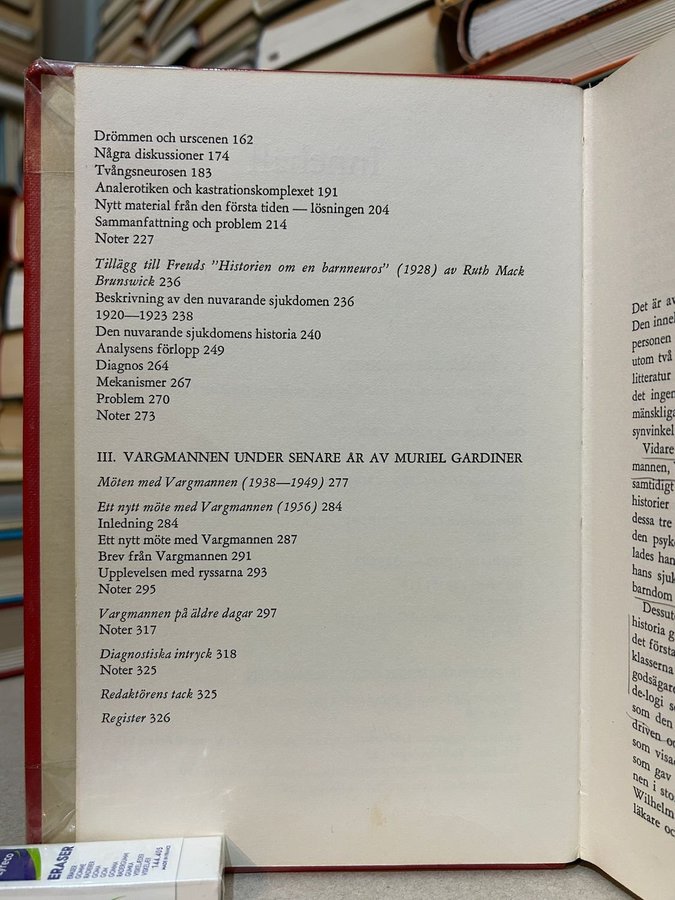 Drömmen och urscenen 162
Några diskussioner 174
Tvångsneurosen 183
Analerotiken och kastrationskomplexet 191
Nytt material från den första tiden — lösningen 204
Sammanfattning och problem 214
Noter 227
Tillägg till Freuds ”Historien om en barnneuros” (1928) av Ruth Mack
Brunswick 236
Beskrivning av den nuvarande sjukdomen 236
1920—1923 238
Den nuvarande sjukdomens historia 240
Analysens förlopp 249
Diagnos 264
Mekanismer 267
Problem 270
Noter 273
III. VARGMANNEN UNDER SENARE ÅR AV MURIEL GARDINER
Möten med Vargmannen (1938—1949) 277
Ett nytt möte med Vargmannen (1956) 284
Inledning 284
Ett nytt möte med Vargmannen 287
Brev från Vargmannen 291
Upplevelsen med ryssarna 293
Noter 295
Vargmannen på äldre dagar 297
Noter 317
Diagnostiska intryck 318
Noter 325
Redaktörens tack 325
Register 326
Det är av
Den inne
personen
utom två
litteratur
det ingen
mänskliga
synvinkel
Vidare
mannen,
samtidigt
historier
dessa tre
den psyk
lades han
hans sjuk
barndom
Dessut
historia g
det först
klasserna
godsägar
de-logi s
som den
driven o
som visa
som gav
nen i sto
Wilhelm
läkare oc
ERASER
144.405